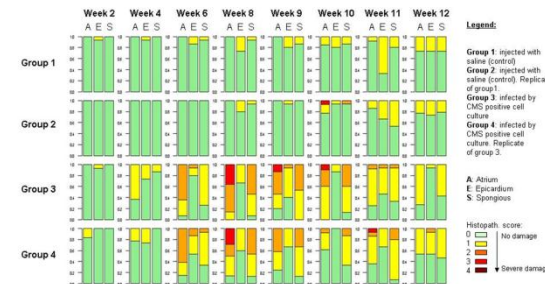 Week 2 Week 4 Week 6 Week 8 Week 9 Week 10 Week 11 Week 12
A E S A E S A E S A E S A E S A E S A E S A E S
Group 1
Group 2
Group 3
Group 4
Legend:
Group 1: injected with
saline (control)
Group 2: injected with
saline (control). Replica
of group1.
Group 3: infected by
CMS positive cell
culture
Group 4: infected by
CMS positive cell
culture. Replicate
of group 3.
A: Atrium
E: Epicardium
S: Spongious
Histopath. score:
0 No damage
1
2
3
4 Severe damage